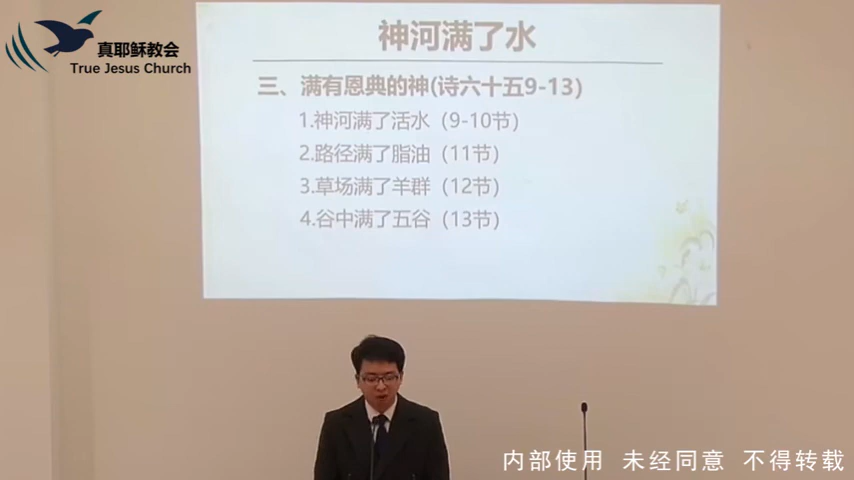 真耶稣教会
True Jesus Church
神河满了水
三、满有恩典的神(诗六十五9-13)
1.神河满了活水（9-10节）
2.路径满了脂油（11节）
3.草场满了羊群（12节）
4.谷中满了五谷（13节）
内部使用 未经同意 不得转载